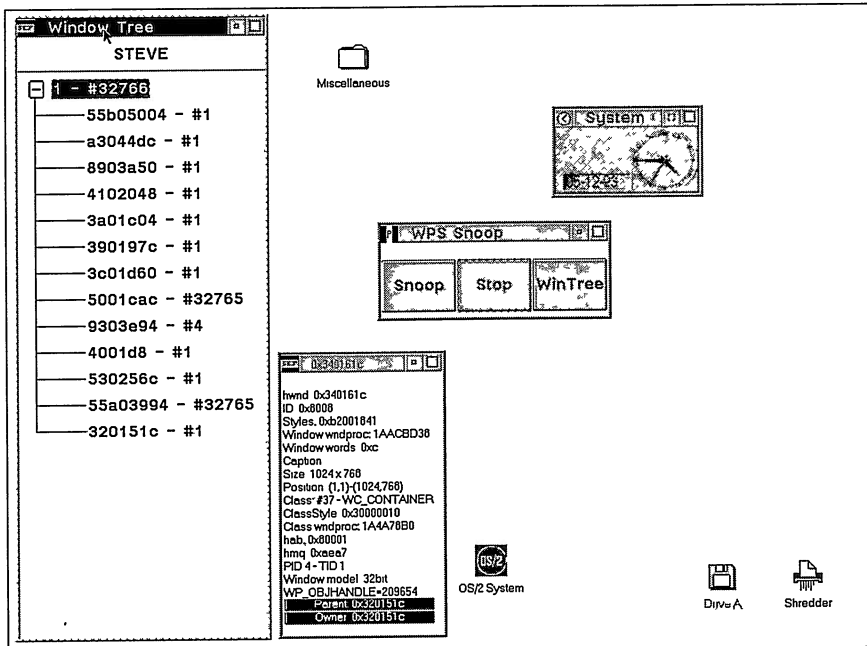 Window Tree
STEVE
1 - #32766
55b05004 - #1
a3044dc - #1
8903a50 - #1
4102048 - #1
3a01c04 - #1
390197c - #1
3c01d60 - #1
5001cac - #32765
9303e94 - #4
4001d8 - #1
530256c - #1
55a03994 - #32765
320151c - #1
Miscellaneous
System
05-12-93
WPS Snoop
Snoop
Stop
WinTree
0x340161c
hwnd 0x340161c
ID 0x8008
Styles. 0xb2001841
Window wndproc: 1AACBD38
Window words 0xc
Caption
Size 1024 x 768
Position (1,1)-(1024,768)
Class #37 - WC_CONTAINER
ClassStyle 0x30000010
Class wndproc: 1A4A78B0
hab, 0x80001
hmq 0xaea7
PID 4 - TID 1
Window model 32bit
WP_OBJHANDLE=209654
Parent 0x320151c
Owner 0x320151c
OS/2
OS/2 System
Drive A
Shredder